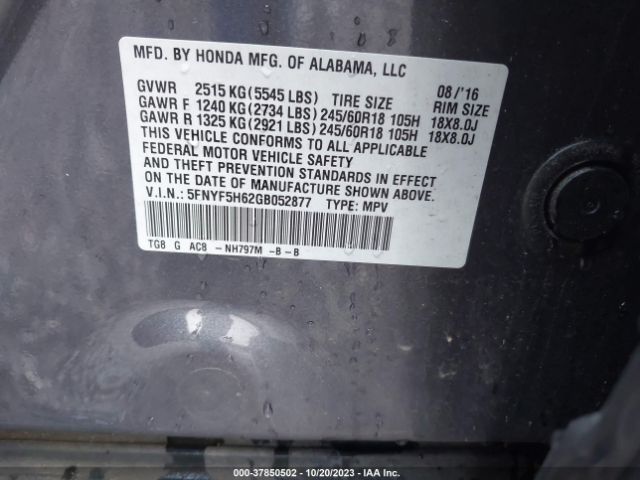 MFD. BY HONDA MFG. OF ALABAMA, LLC
GVWR 2515 KG(5545 LBS) TIRE SIZE 08/'16 RIM SIZE
GAWR F 1240 KG(2734 LBS)245/60R18 105H 18X8.0J
GAWR R 1325 KG(2921 LBS)245/60R18 105H 18X8.0J
THIS VEHICLE CONFORMS TO ALL APPLICABLE
FEDERAL MOTOR VEHICLE SAFETY
AND THEFT PREVENTION STANDARDS IN EFFECT
ON THE DATE OF MANUFACTURE SHOWN ABOVE.
V.I.N.: 5FNYF5H62GB052877 TYPE: MPV
TG8 G AC8 - NH797M -B - B
000-37850502 - 10/20/2023 - IAA Inc.